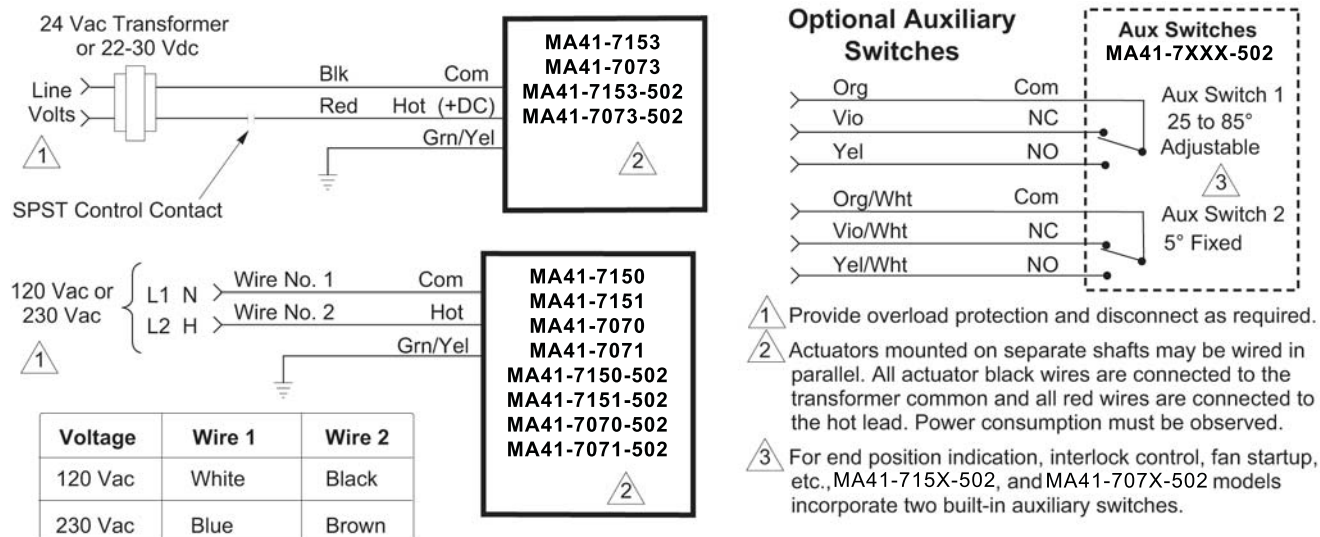 24 Vac Transformer
or 22-30 Vdc
Line
Volts
1
Blk
Com
Red
Hot (+DC)
Grn/Yel
SPST Control Contact
MA41-7153
MA41-7073
MA41-7153-502
MA41-7073-502
2
120 Vac or
230 Vac
1
L1 N
L2 H
Wire No. 1
Com
Wire No. 2
Hot
Grn/Yel
MA41-7150
MA41-7151
MA41-7070
MA41-7071
MA41-7150-502
MA41-7151-502
MA41-7070-502
MA41-7071-502
2
Voltage Wire 1 Wire 2
120 Vac White Black
230 Vac Blue Brown
Optional Auxiliary
Switches
Aux Switches
MA41-7XXX-502
Org Com
Vio NC
Yel NO
Aux Switch 1
25 to 85°
Adjustable
3
Org/Wht Com
Vio/Wht NC
Yel/Wht NO
Aux Switch 2
5° Fixed
1 Provide overload protection and disconnect as required.
2 Actuators mounted on separate shafts may be wired in
parallel. All actuator black wires are connected to the
transformer common and all red wires are connected to
the hot lead. Power consumption must be observed.
3 For end position indication, interlock control, fan startup,
etc.,MA41-715X-502, and MA41-707X-502 models
incorporate two built-in auxiliary switches.